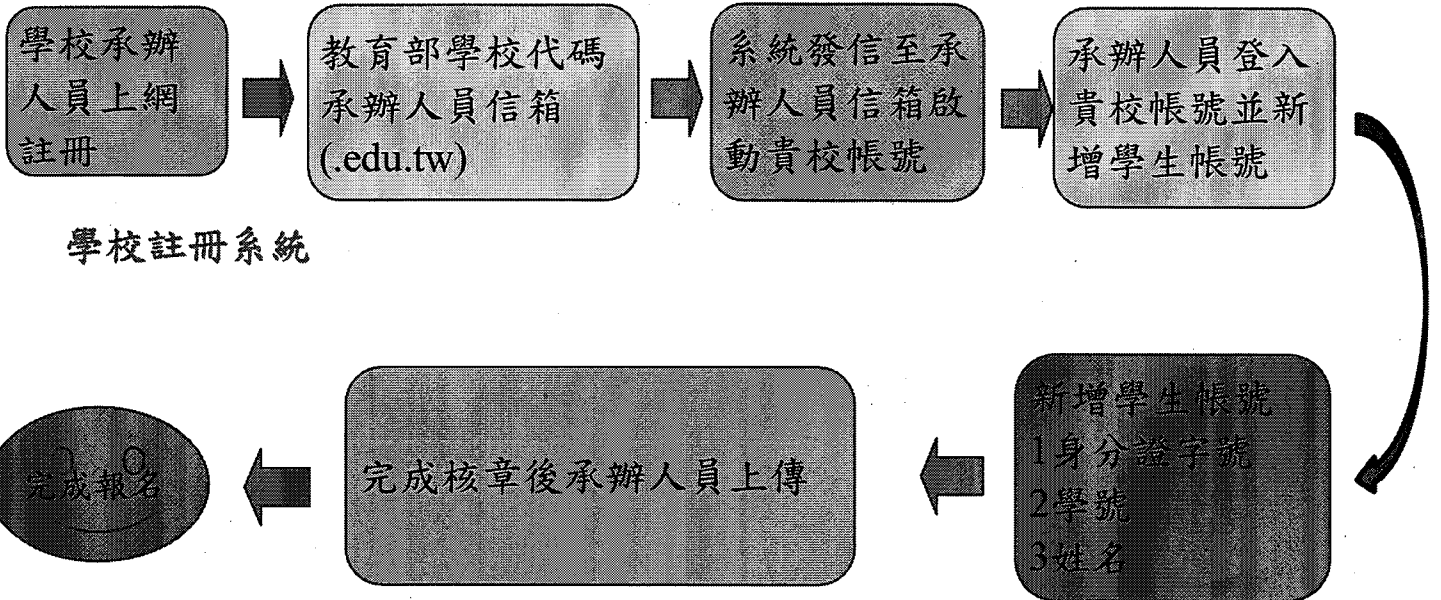 學校承辦
人員上網
註冊
教育部學校代碼
承辦人員信箱
(.edu.tw)
系統發信至承
辦人員信箱啟
動貴校帳號
承辦人員登入
貴校帳號並新
增學生帳號
學校註冊系統
新增學生帳號
1身分證字號
2學號
3姓名
完成核章後承辦人員上傳
完成報名